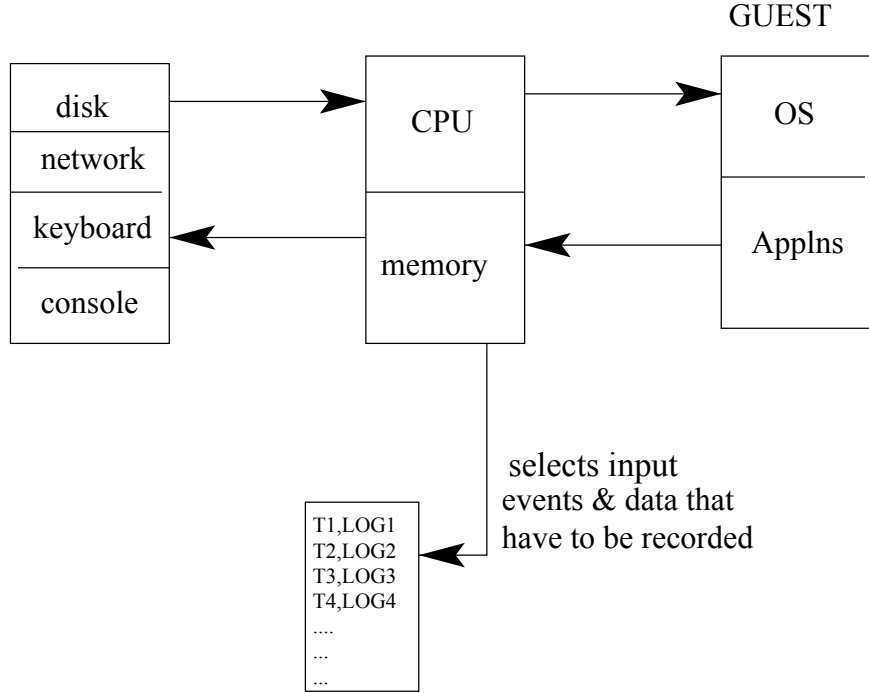 GUEST
disk
network
keyboard
console
CPU
memory
OS
Applns
selects input
events & data that
have to be recorded
T1,LOG1
T2,LOG2
T3,LOG3
T4,LOG4
....
...
...